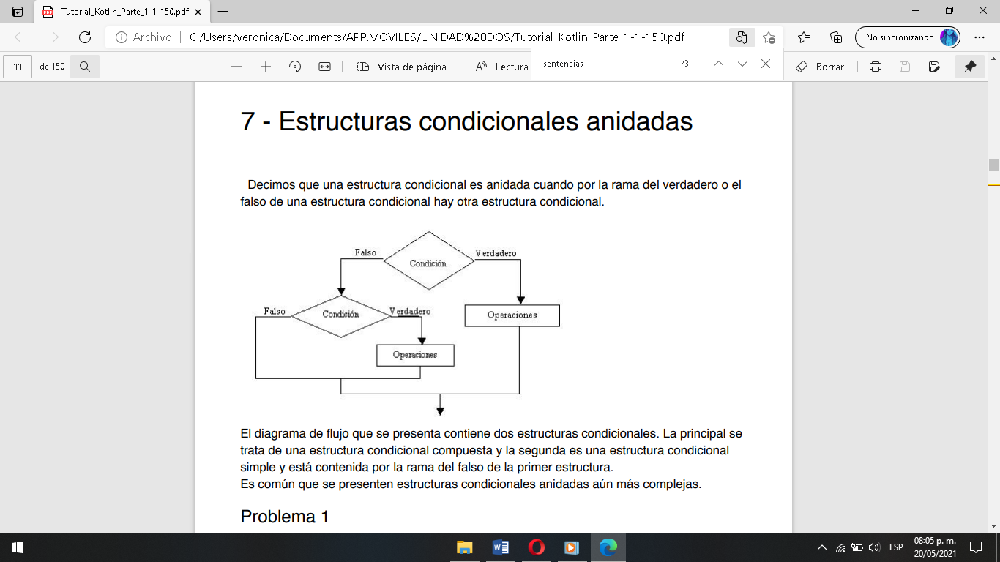 Tutorial_Kotlin_Parte_1-1-150.pdf
Archivo | C:/Users/veronica/Documents/APP.MOVILES/UNIDAD%20DOS/Tutorial_Kotlin_Parte_1-1-150.pdf
No sincronizando
33 de 150
Vista de página
Lectura
sentencias 1/3
Borrar
7 - Estructuras condicionales anidadas
Decimos que una estructura condicional es anidada cuando por la rama del verdadero o el
falso de una estructura condicional hay otra estructura condicional.
Falso
Verdadero
Condición
Falso
Verdadero
Condición
Operaciones
Operaciones
El diagrama de flujo que se presenta contiene dos estructuras condicionales. La principal se
trata de una estructura condicional compuesta y la segunda es una estructura condicional
simple y está contenida por la rama del falso de la primer estructura.
Es común que se presenten estructuras condicionales anidadas aún más complejas.
Problema 1
ESP
08:05 p. m.
20/05/2021